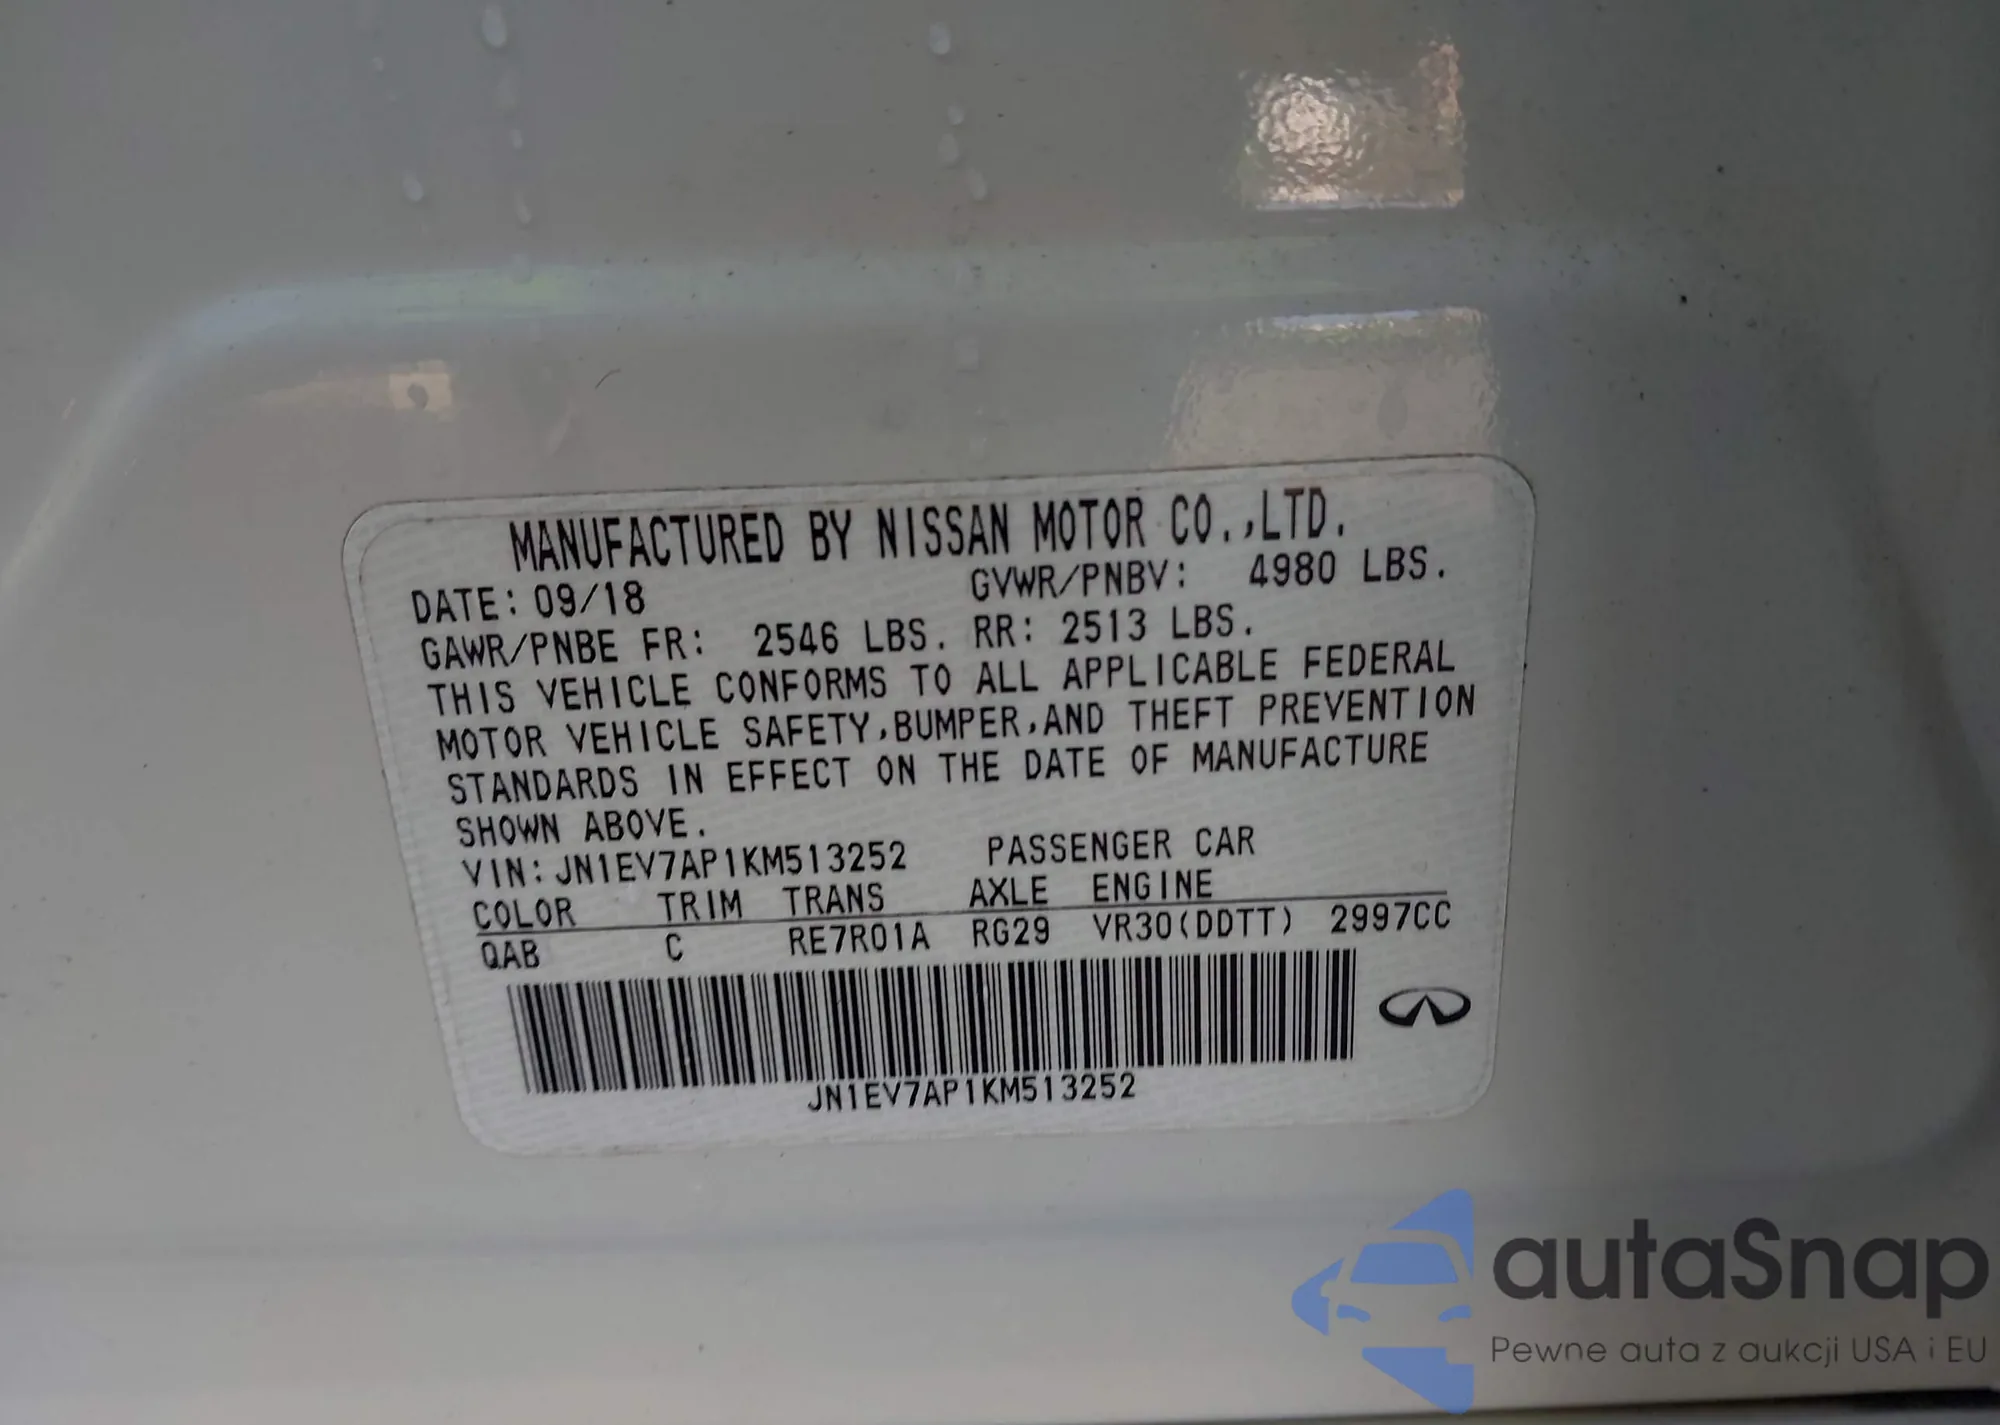 MANUFACTURED BY NISSAN MOTOR CO.,LTD.
DATE: 09/18 GVWR/PNBV: 4980 LBS.
GAWR/PNBE FR: 2546 LBS. RR: 2513 LBS.
THIS VEHICLE CONFORMS TO ALL APPLICABLE FEDERAL
MOTOR VEHICLE SAFETY,BUMPER,AND THEFT PREVENTION
STANDARDS IN EFFECT ON THE DATE OF MANUFACTURE
SHOWN ABOVE.
VIN: JN1EV7AP1KM513252 PASSENGER CAR
COLOR TRIM TRANS AXLE ENGINE
QAB C RE7R01A RG29 VR30(DDTT) 2997CC
JN1EV7AP1KM513252
autaSnap
Pewne auta z aukcji USA i EU